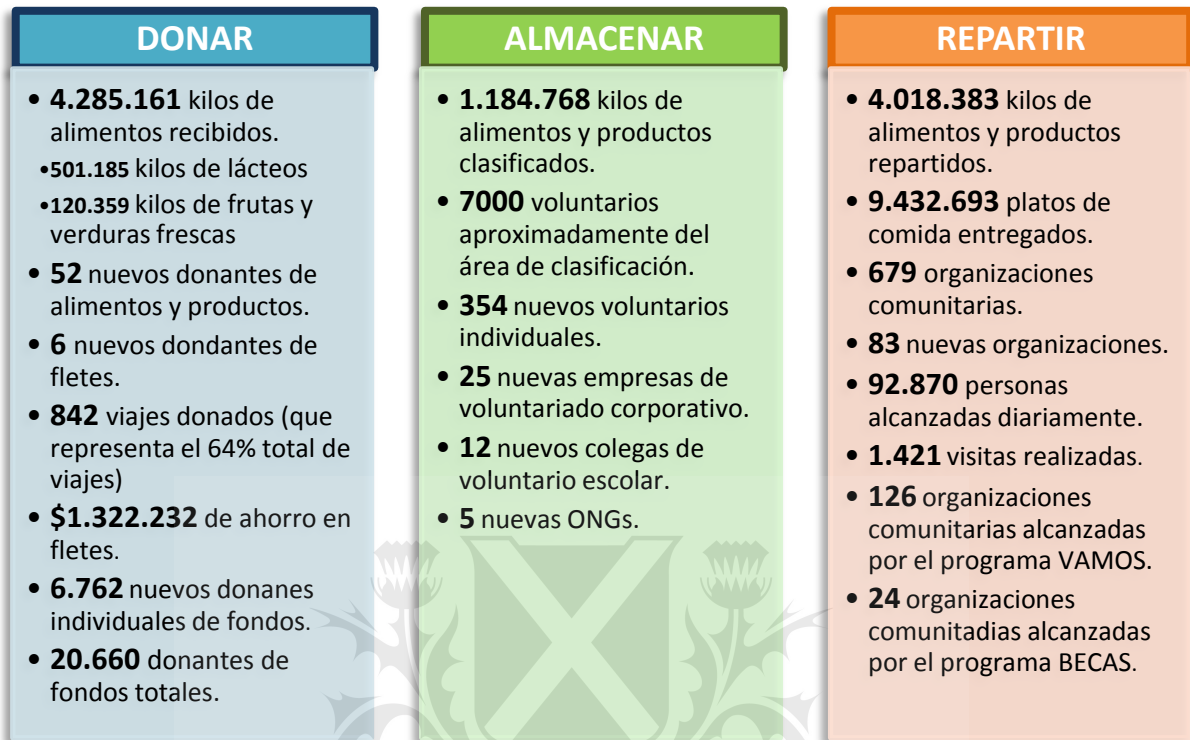 DONAR
• 4.285.161 kilos de
alimentos recibidos.
•501.185 kilos de lácteos
•120.359 kilos de frutas y
verduras frescas
• 52 nuevos donantes de
alimentos y productos.
• 6 nuevos dondantes de
fletes.
• 842 viajes donados (que
representa el 64% total de
viajes)
• $1.322.232 de ahorro en
fletes.
• 6.762 nuevos donanes
individuales de fondos.
• 20.660 donantes de
fondos totales.
ALMACENAR
• 1.184.768 kilos de
alimentos y productos
clasificados.
• 7000 voluntarios
aproximadamente del
área de clasificación.
• 354 nuevos voluntarios
individuales.
• 25 nuevas empresas de
voluntariado corporativo.
• 12 nuevos colegas de
voluntario escolar.
• 5 nuevas ONGs.
REPARTIR
• 4.018.383 kilos de
alimentos y productos
repartidos.
• 9.432.693 platos de
comida entregados.
• 679 organizaciones
comunitarias.
• 83 nuevas organizaciones.
• 92.870 personas
alcanzadas diariamente.
• 1.421 visitas realizadas.
• 126 organizaciones
comunitarias alcanzadas
por el programa VAMOS.
• 24 organizaciones
comunitadias alcanzadas
por el programa BECAS.